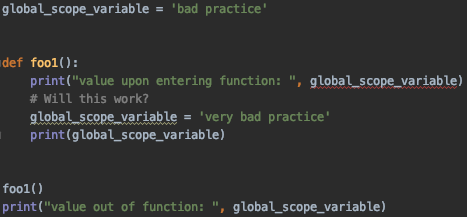 global_scope_variable = 'bad practice'
def foo1():
print("value upon entering function: ", global_scope_variable)
# Will this work?
global_scope_variable = 'very bad practice'
print(global_scope_variable)
foo1()
print("value out of function: ", global_scope_variable)